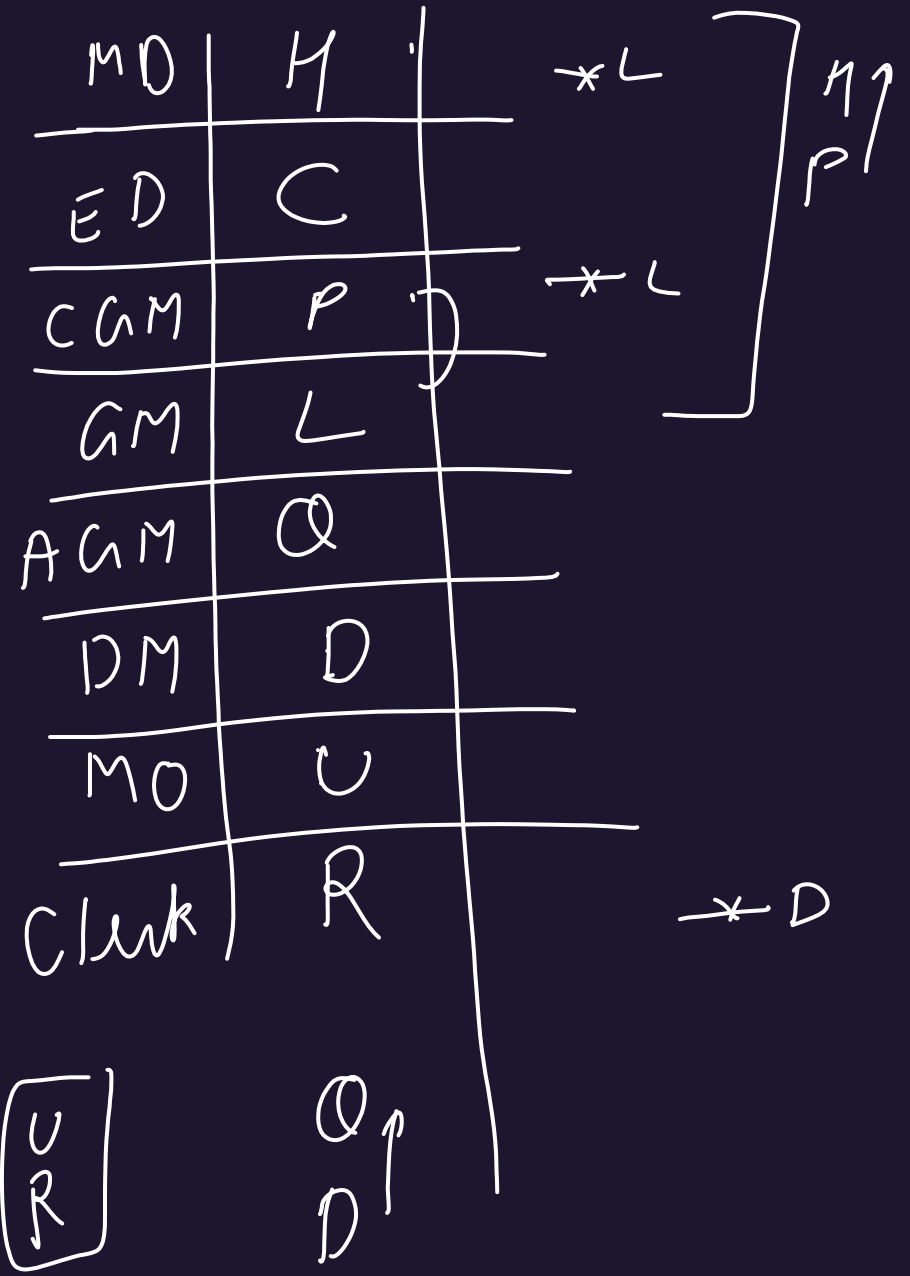 MD H * L
ED C
CGM P * L
GM L
AGM Q
DM D
MO U
Clerk R * D
H
P
U
R
Q
D